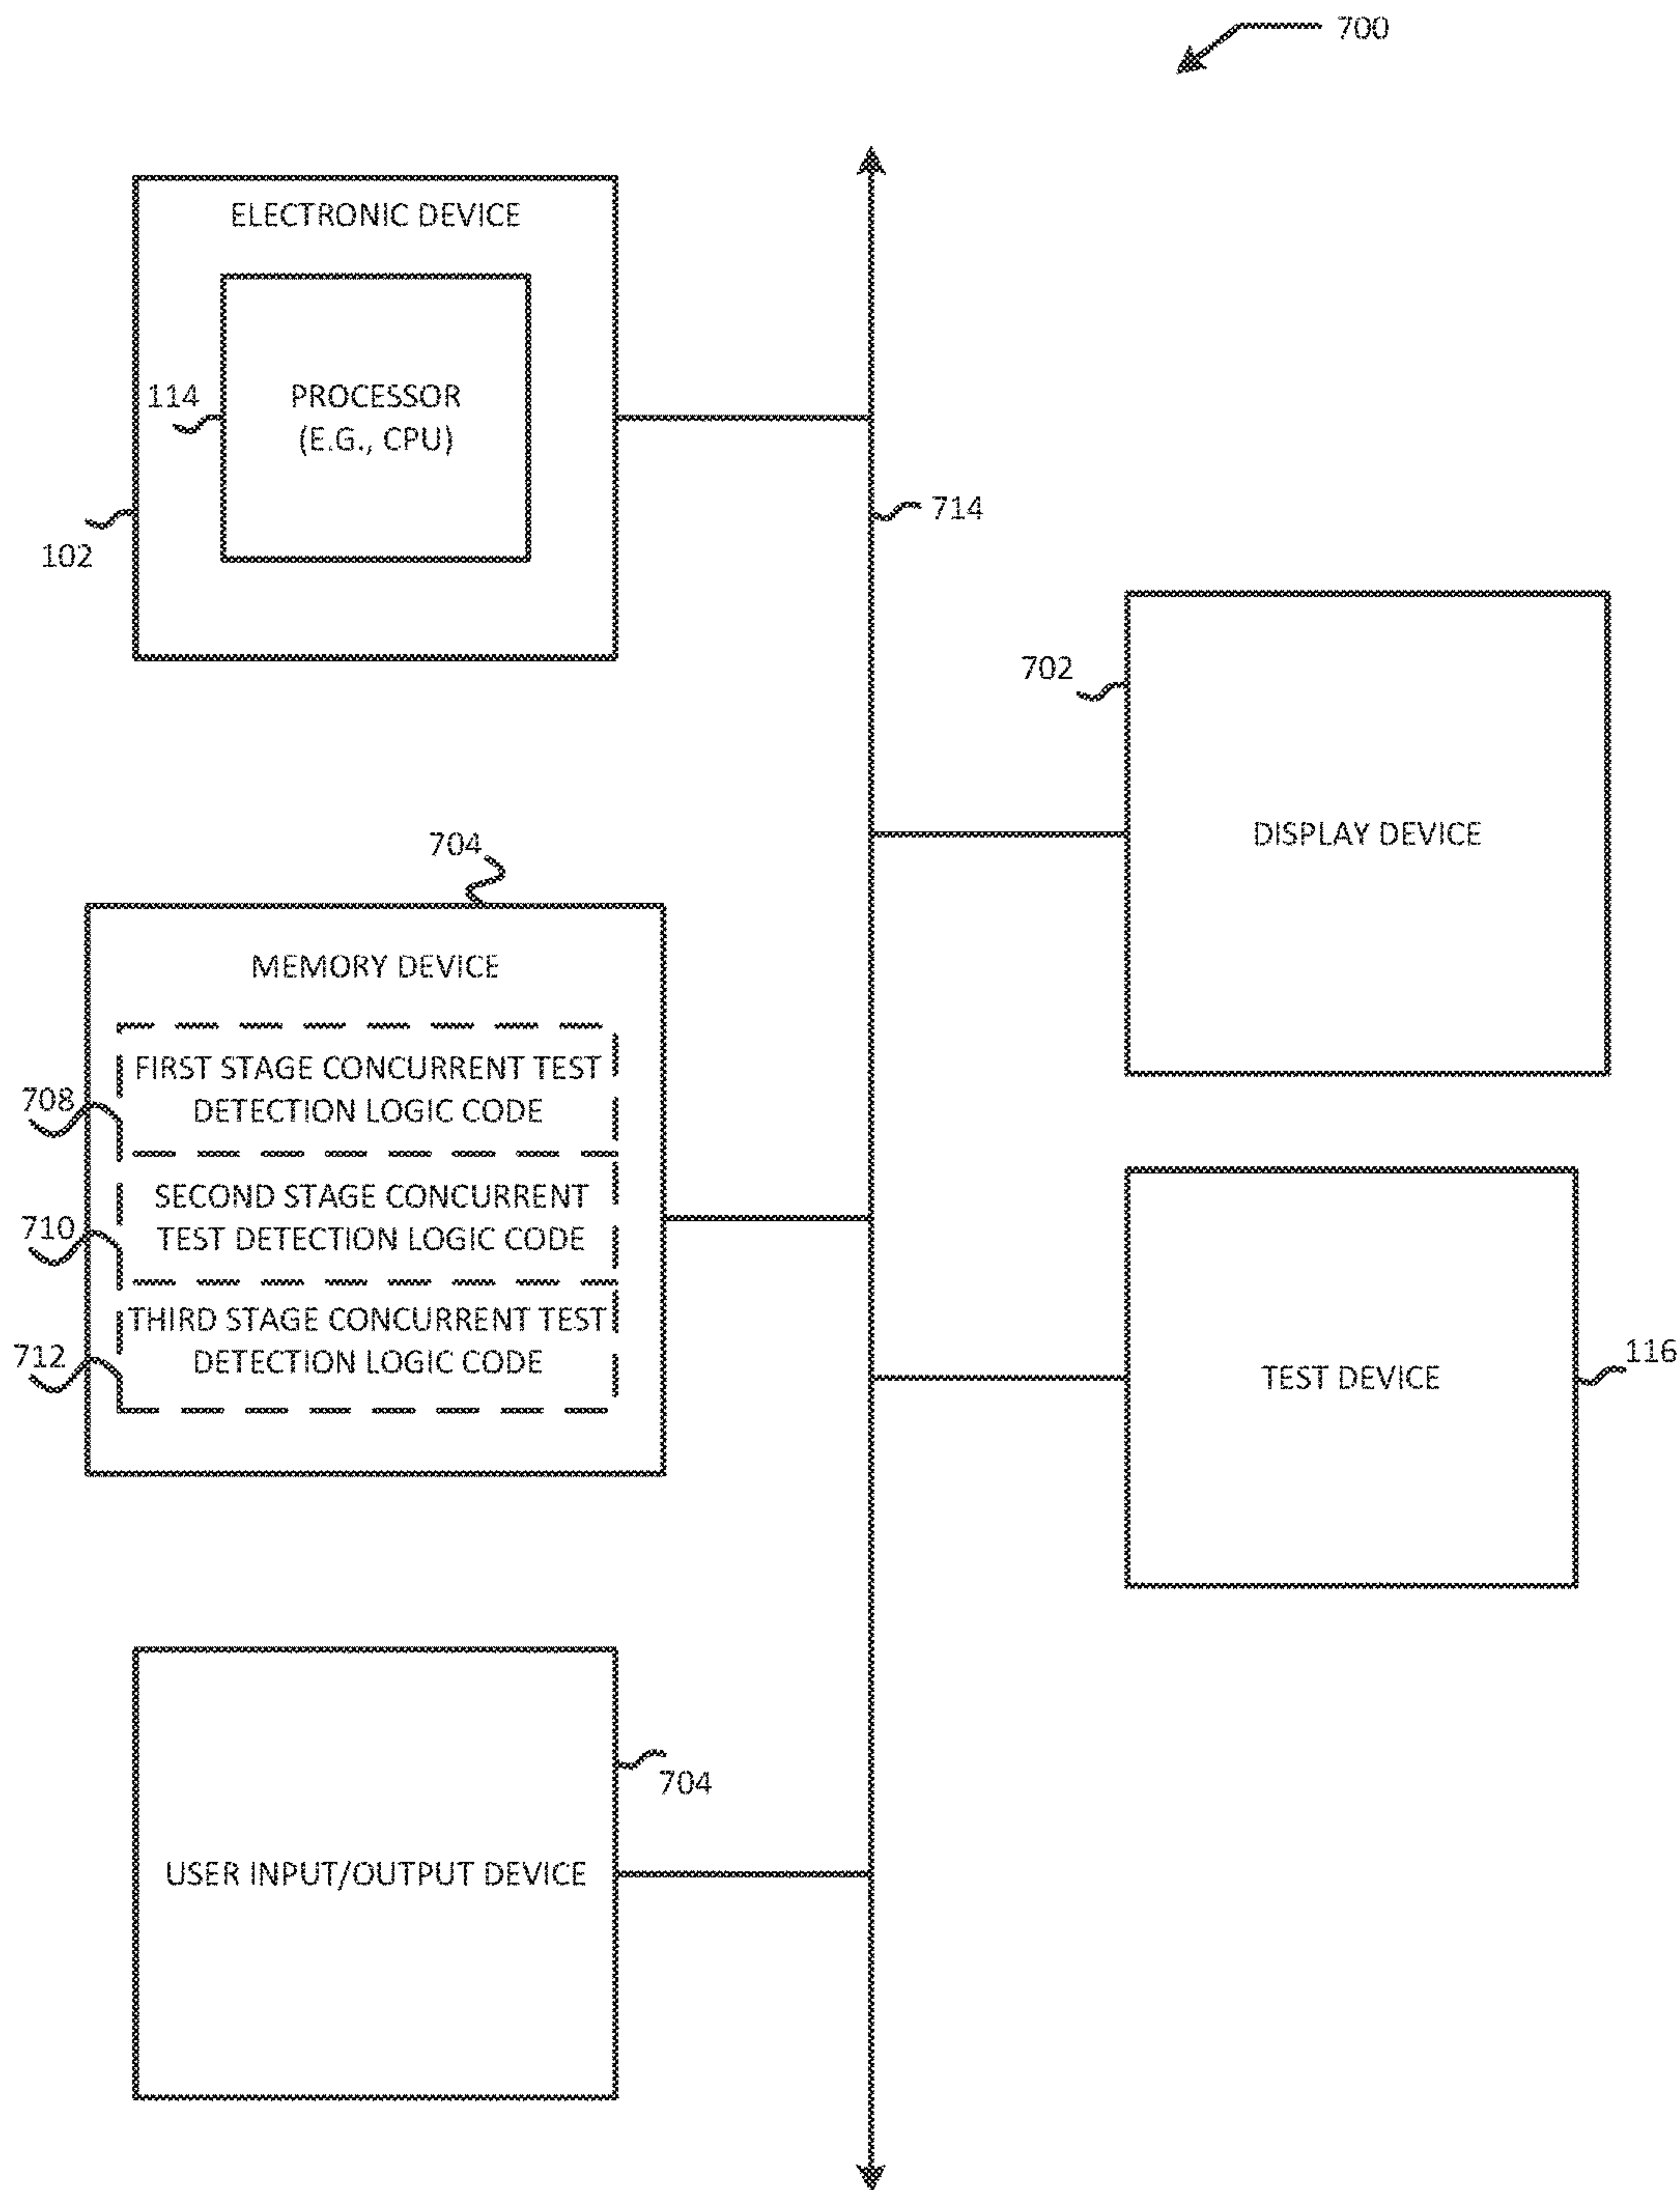 700
ELECTRONIC DEVICE
114
PROCESSOR
(E.G., CPU)
102
714
702
DISPLAY DEVICE
704
MEMORY DEVICE
FIRST STAGE CONCURRENT TEST
DETECTION LOGIC CODE
708
SECOND STAGE CONCURRENT
TEST DETECTION LOGIC CODE
710
THIRD STAGE CONCURRENT TEST
DETECTION LOGIC CODE
712
TEST DEVICE
116
704
USER INPUT/OUTPUT DEVICE